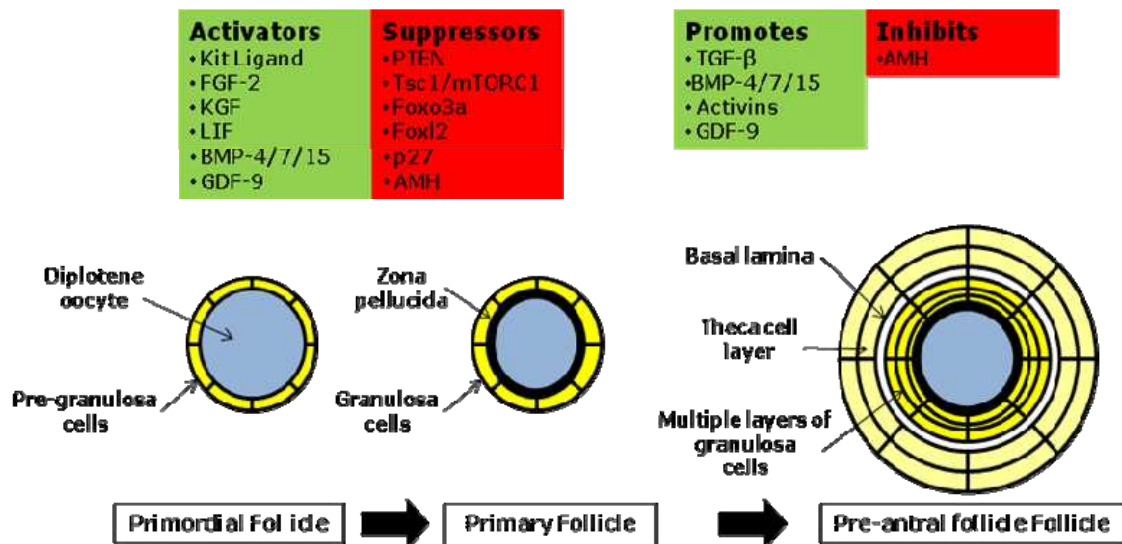 Activators
• Kit Ligand
• FGF-2
• KGF
• LIF
• BMP-4/7/15
• GDF-9
Suppressors
• PTEN
• Tsc1/mTORC1
• Foxo3a
• Foxl2
• p27
• AMH
Promotes
• TGF-β
• BMP-4/7/15
• Activins
• GDF-9
Inhibits
• AMH
Diplotene
oocyte
Pre-granulosa
cells
Zona
pellucida
Granulosa
cells
Basal lamina
Theca cell
layer
Multiple layers of
granulosa
cells
Primordial Follicle
Primary Follicle
Pre-antral follicle Follicle